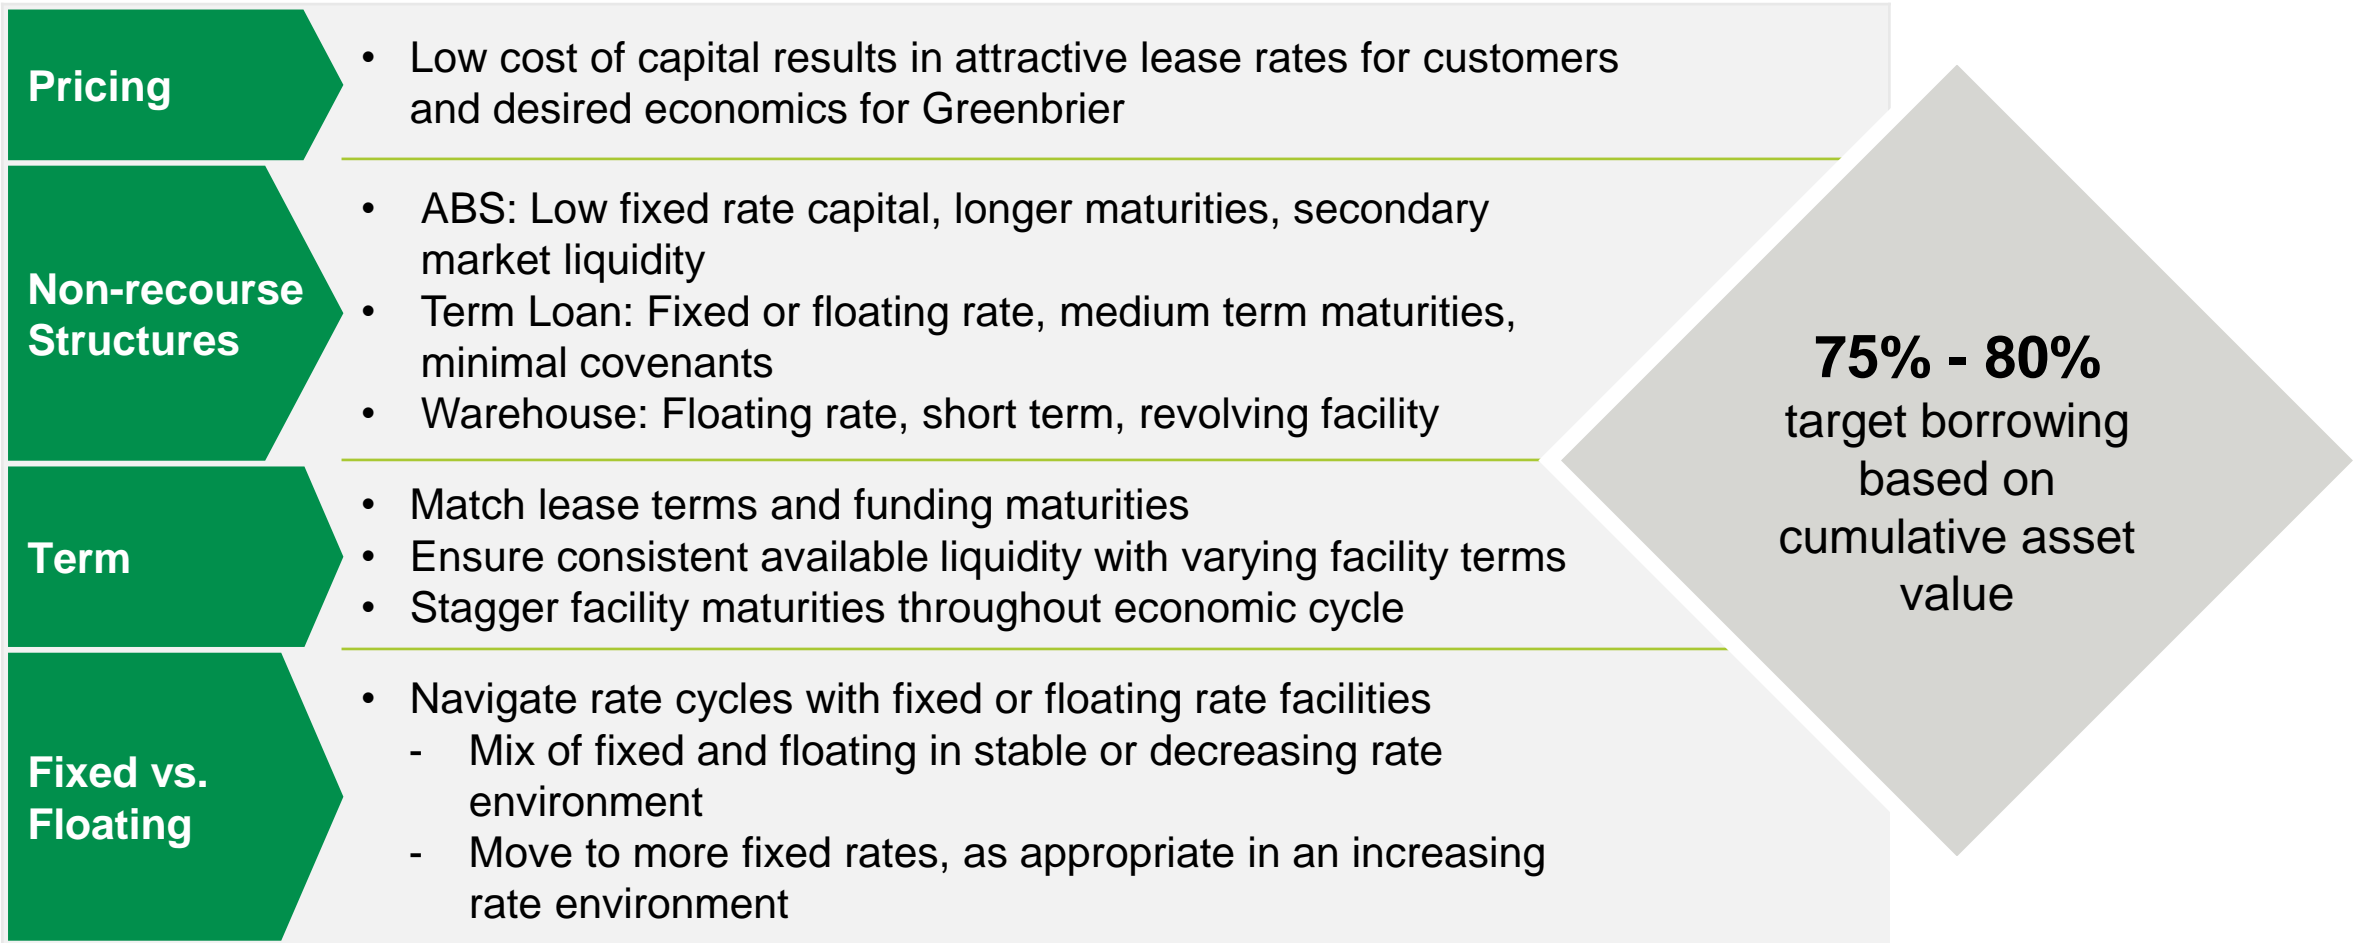 Pricing
• Low cost of capital results in attractive lease rates for customers
and desired economics for Greenbrier
Non-recourse
Structures
• ABS: Low fixed rate capital, longer maturities, secondary
market liquidity
• Term Loan: Fixed or floating rate, medium term maturities,
minimal covenants
• Warehouse: Floating rate, short term, revolving facility
Term
• Match lease terms and funding maturities
• Ensure consistent available liquidity with varying facility terms
• Stagger facility maturities throughout economic cycle
Fixed vs.
Floating
• Navigate rate cycles with fixed or floating rate facilities
- Mix of fixed and floating in stable or decreasing rate
environment
- Move to more fixed rates, as appropriate in an increasing
rate environment
75% - 80%
target borrowing
based on
cumulative asset
value